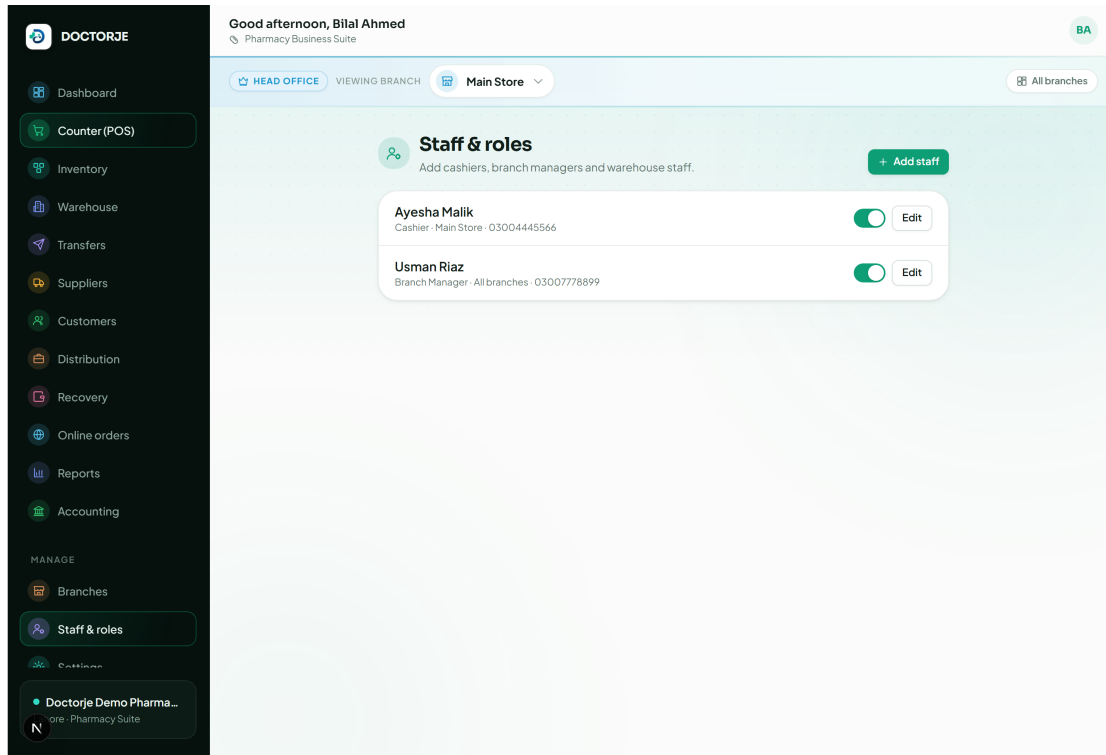 DOCTORJE
Dashboard
Counter (POS)
Inventory
Warehouse
Transfers
Suppliers
Customers
Distribution
Recovery
Online orders
Reports
Accounting
MANAGE
Branches
Staff & roles
Settings
Doctorje Demo Pharma...
ore · Pharmacy Suite
N
Good afternoon, Bilal Ahmed
Pharmacy Business Suite
BA
HEAD OFFICE VIEWING BRANCH Main Store
All branches
Staff & roles
Add cashiers, branch managers and warehouse staff.
+ Add staff
Ayesha Malik
Cashier · Main Store · 03004445566
Edit
Usman Riaz
Branch Manager · All branches · 03007778899
Edit